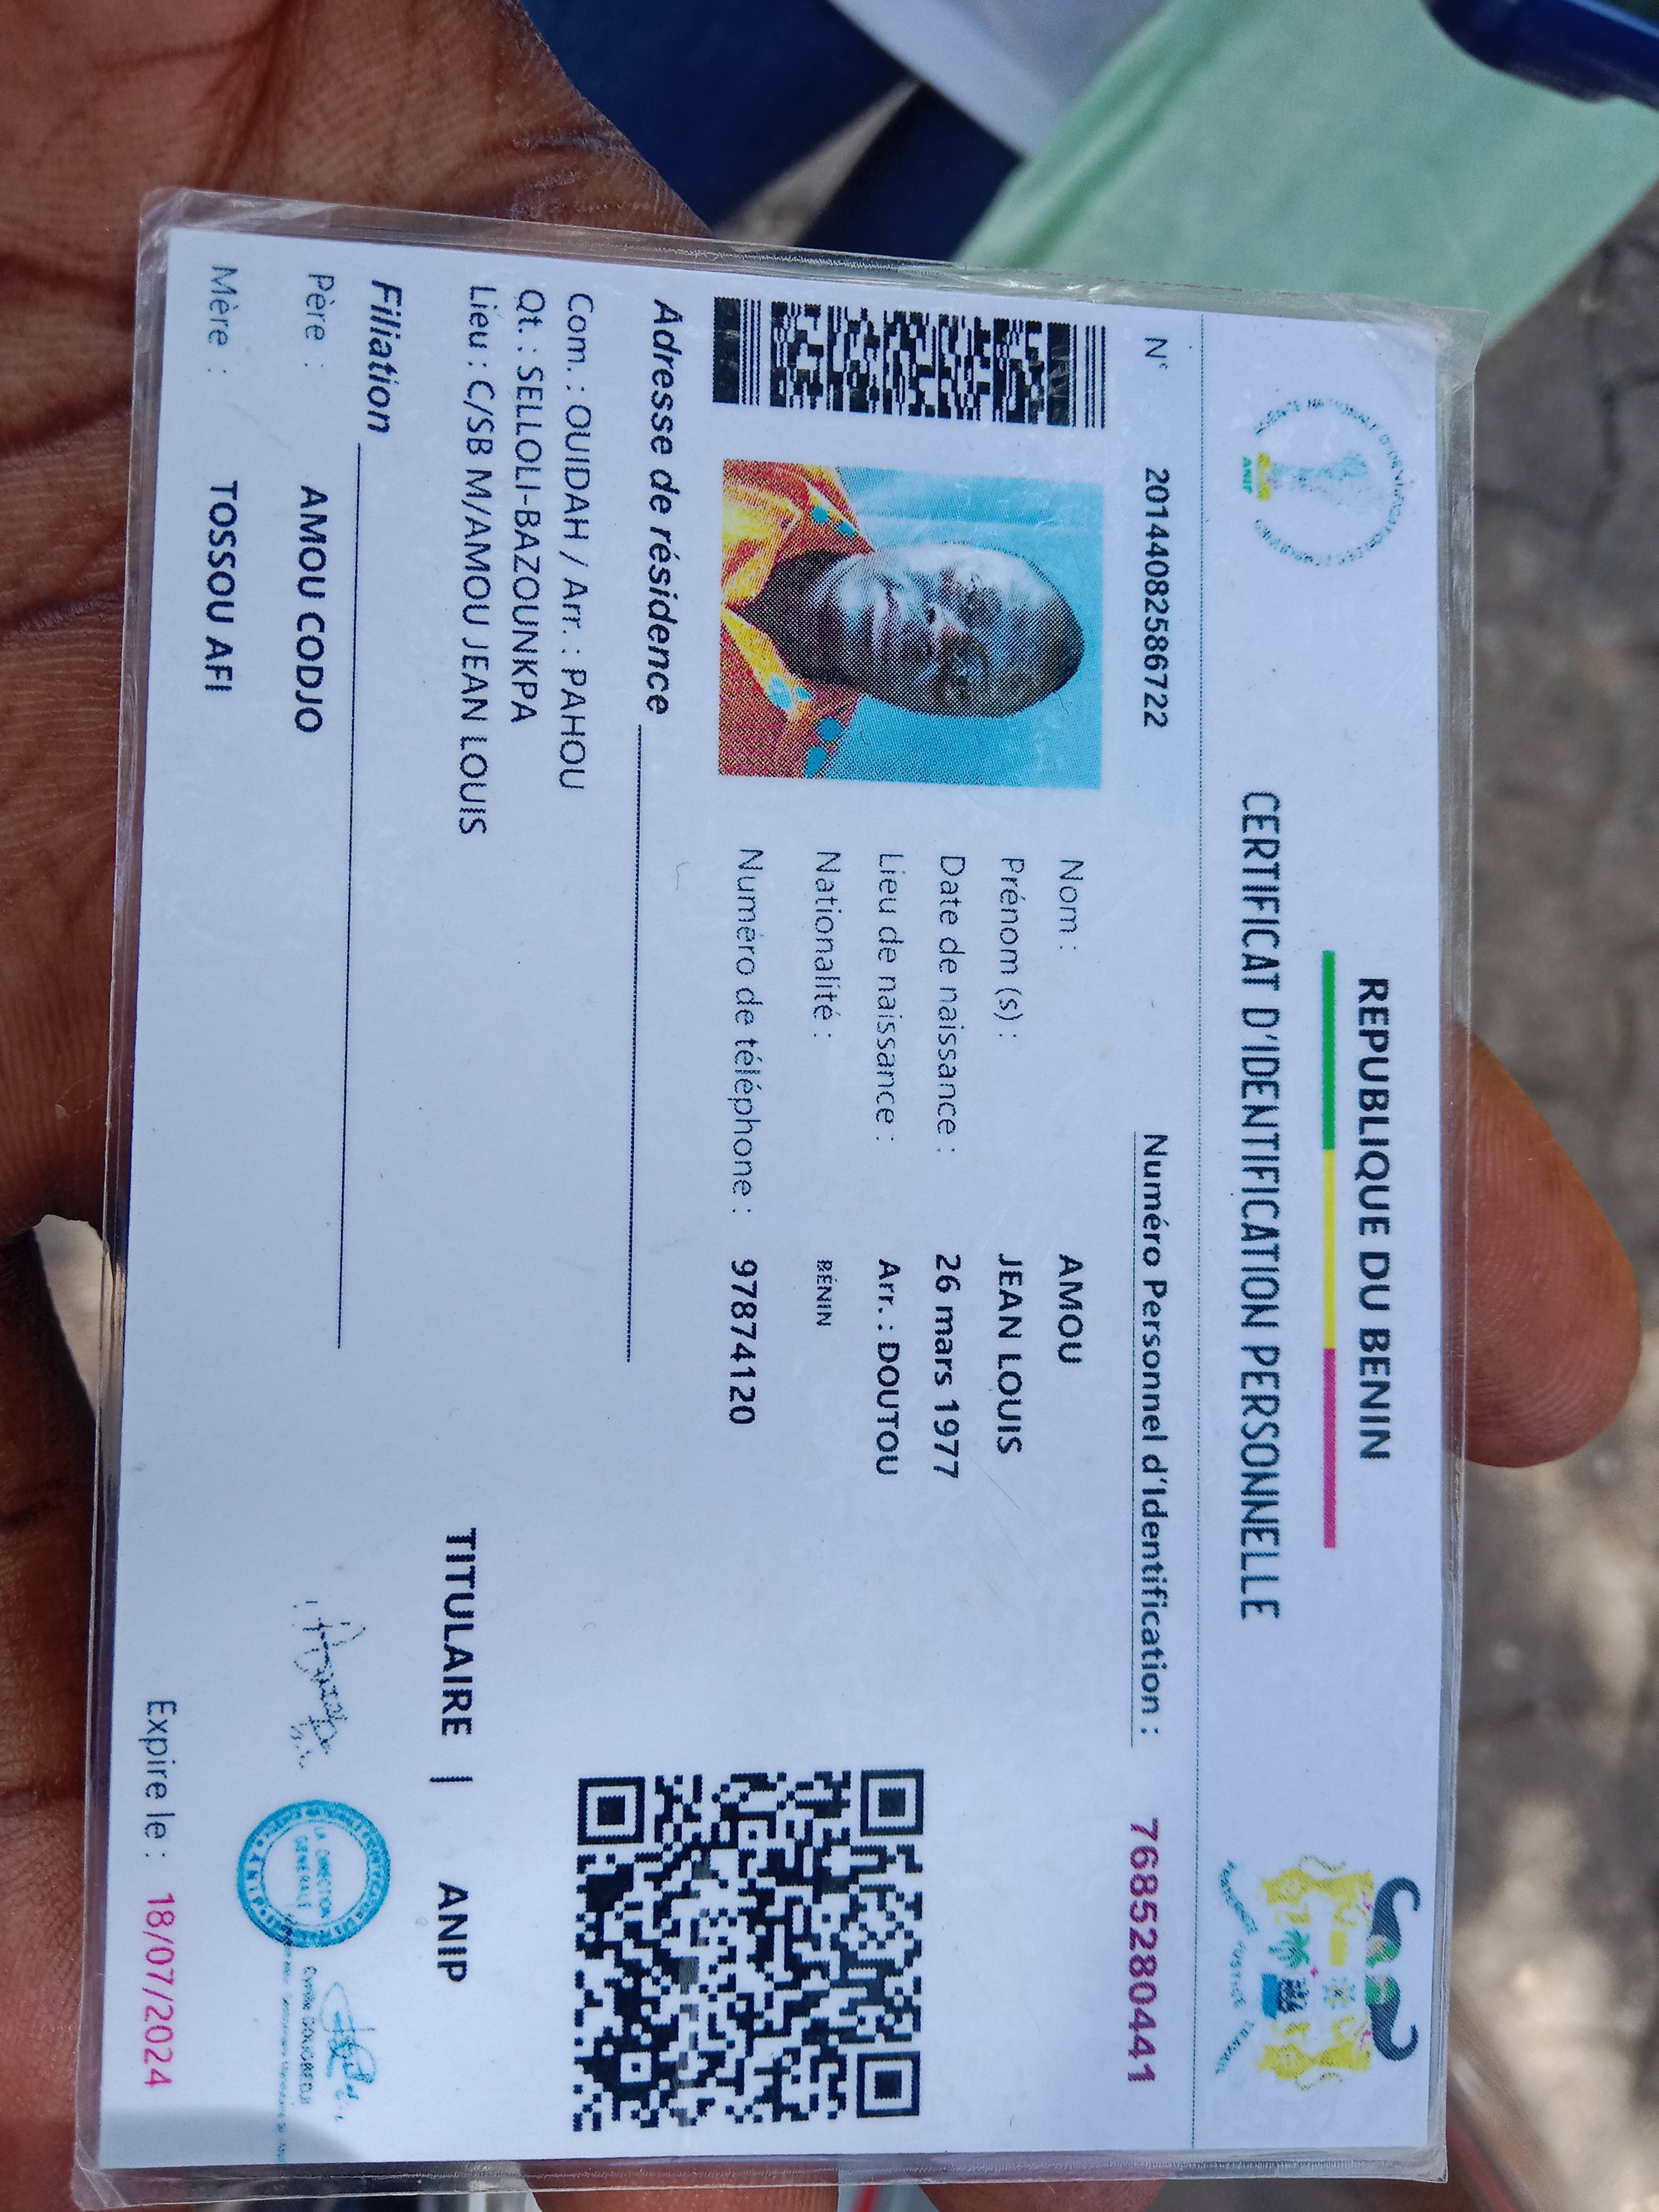 REPUBLIQUE DU BENIN
CERTIFICAT D'IDENTIFICATION PERSONNELLE
ANIP
N° 20144082586722
Numéro Personnel d'Identification : 7685280441
Nom : AMOU
Prénom (s) : JEAN LOUIS
Date de naissance : 26 mars 1977
Lieu de naissance : Arr. : DOUTOU
Nationalité : BÉNIN
Numéro de téléphone : 97874120
Adresse de résidence
Com. : OUIDAH / Arr. : PAHOU
Qt. : SELLOLI-BAZOUNKPA
Lieu : C/SB M/AMOU JEAN LOUIS
TITULAIRE | ANIP
Filiation
Père : AMOU CODJO
Mère : TOSSOU AFI
LA DIRECTION
GENERALE
Expire le : 18/07/2024